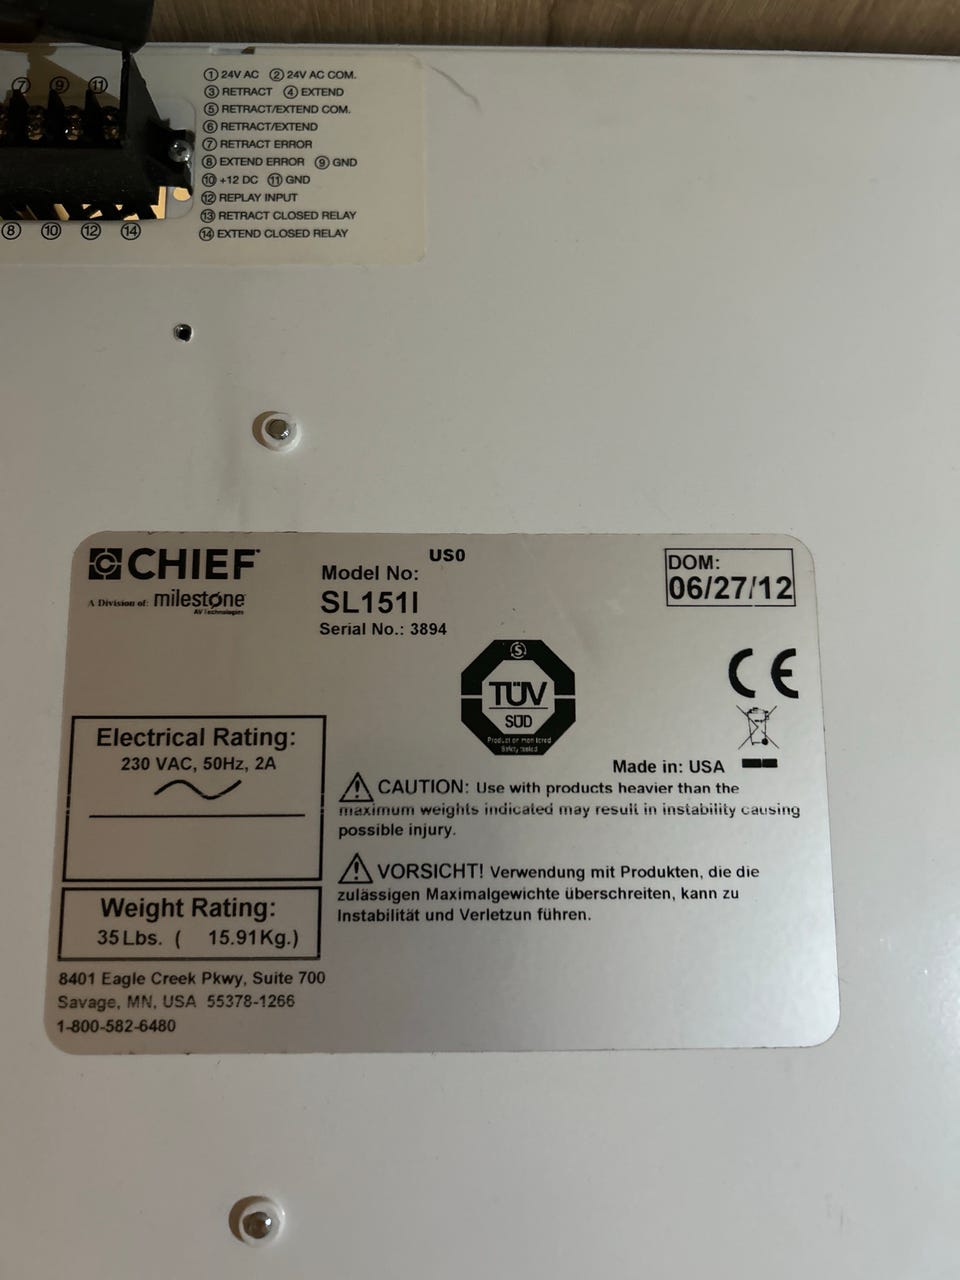 ⑦ ⑨ ⑪
① 24V AC ② 24V AC COM.
③ RETRACT ④ EXTEND
⑤ RETRACT/EXTEND COM.
⑥ RETRACT/EXTEND
⑦ RETRACT ERROR
⑧ EXTEND ERROR ⑨ GND
⑩ +12 DC ⑪ GND
⑫ REPLAY INPUT
⑬ RETRACT CLOSED RELAY
⑭ EXTEND CLOSED RELAY
⑧ ⑩ ⑫ ⑭
CHIEF
A Division of: milestone
AV Technologies
US0
Model No:
SL151I
Serial No.: 3894
DOM:
06/27/12
S
TÜV
SÜD
Product or monitored
Safety tested
CE
Made in: USA
Electrical Rating:
230 VAC, 50Hz, 2A
Weight Rating:
35 Lbs. ( 15.91Kg.)
CAUTION: Use with products heavier than the
maximum weights indicated may result in instability causing
possible injury.
VORSICHT! Verwendung mit Produkten, die die
zulässigen Maximalgewichte überschreiten, kann zu
Instabilität und Verletzun führen.
8401 Eagle Creek Pkwy, Suite 700
Savage, MN, USA 55378-1266
1-800-582-6480